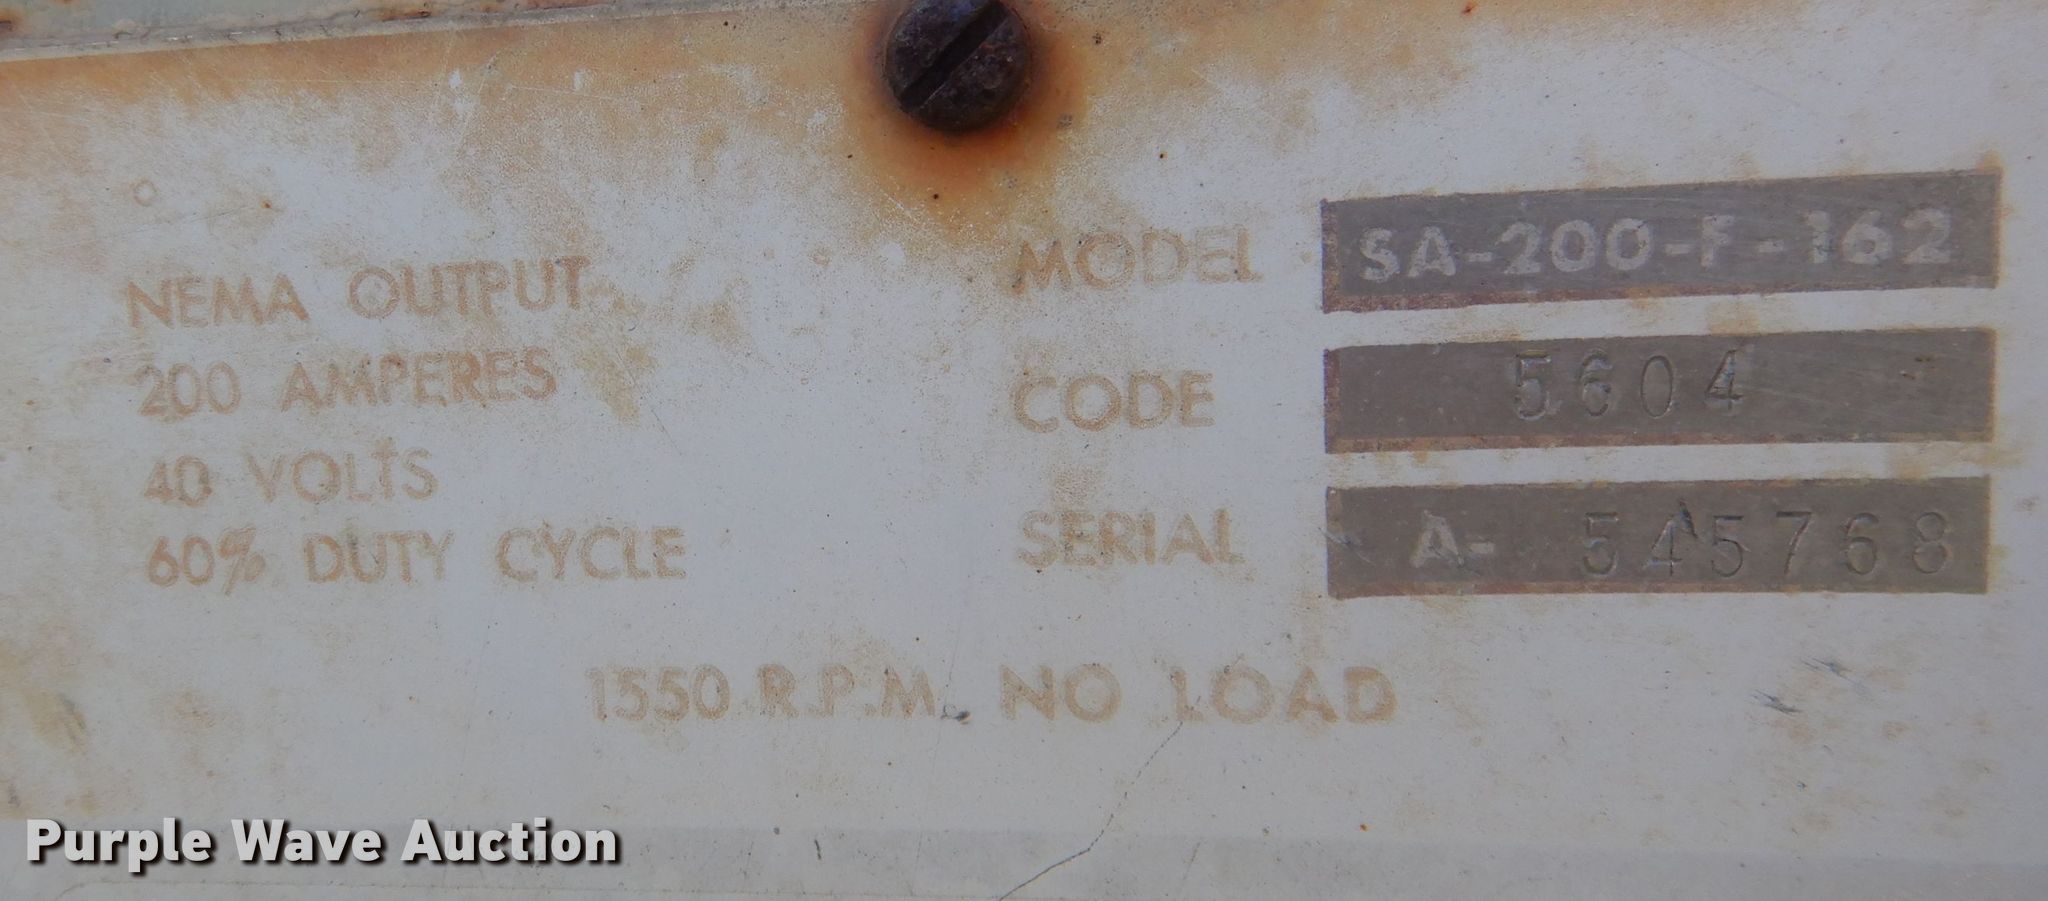 NEMA OUTPUT
200 AMPERES
40 VOLTS
60% DUTY CYCLE
MODEL SA-200-F-162
CODE 5604
SERIAL A- 545768
1550 R.P.M. NO LOAD
Purple Wave Auction